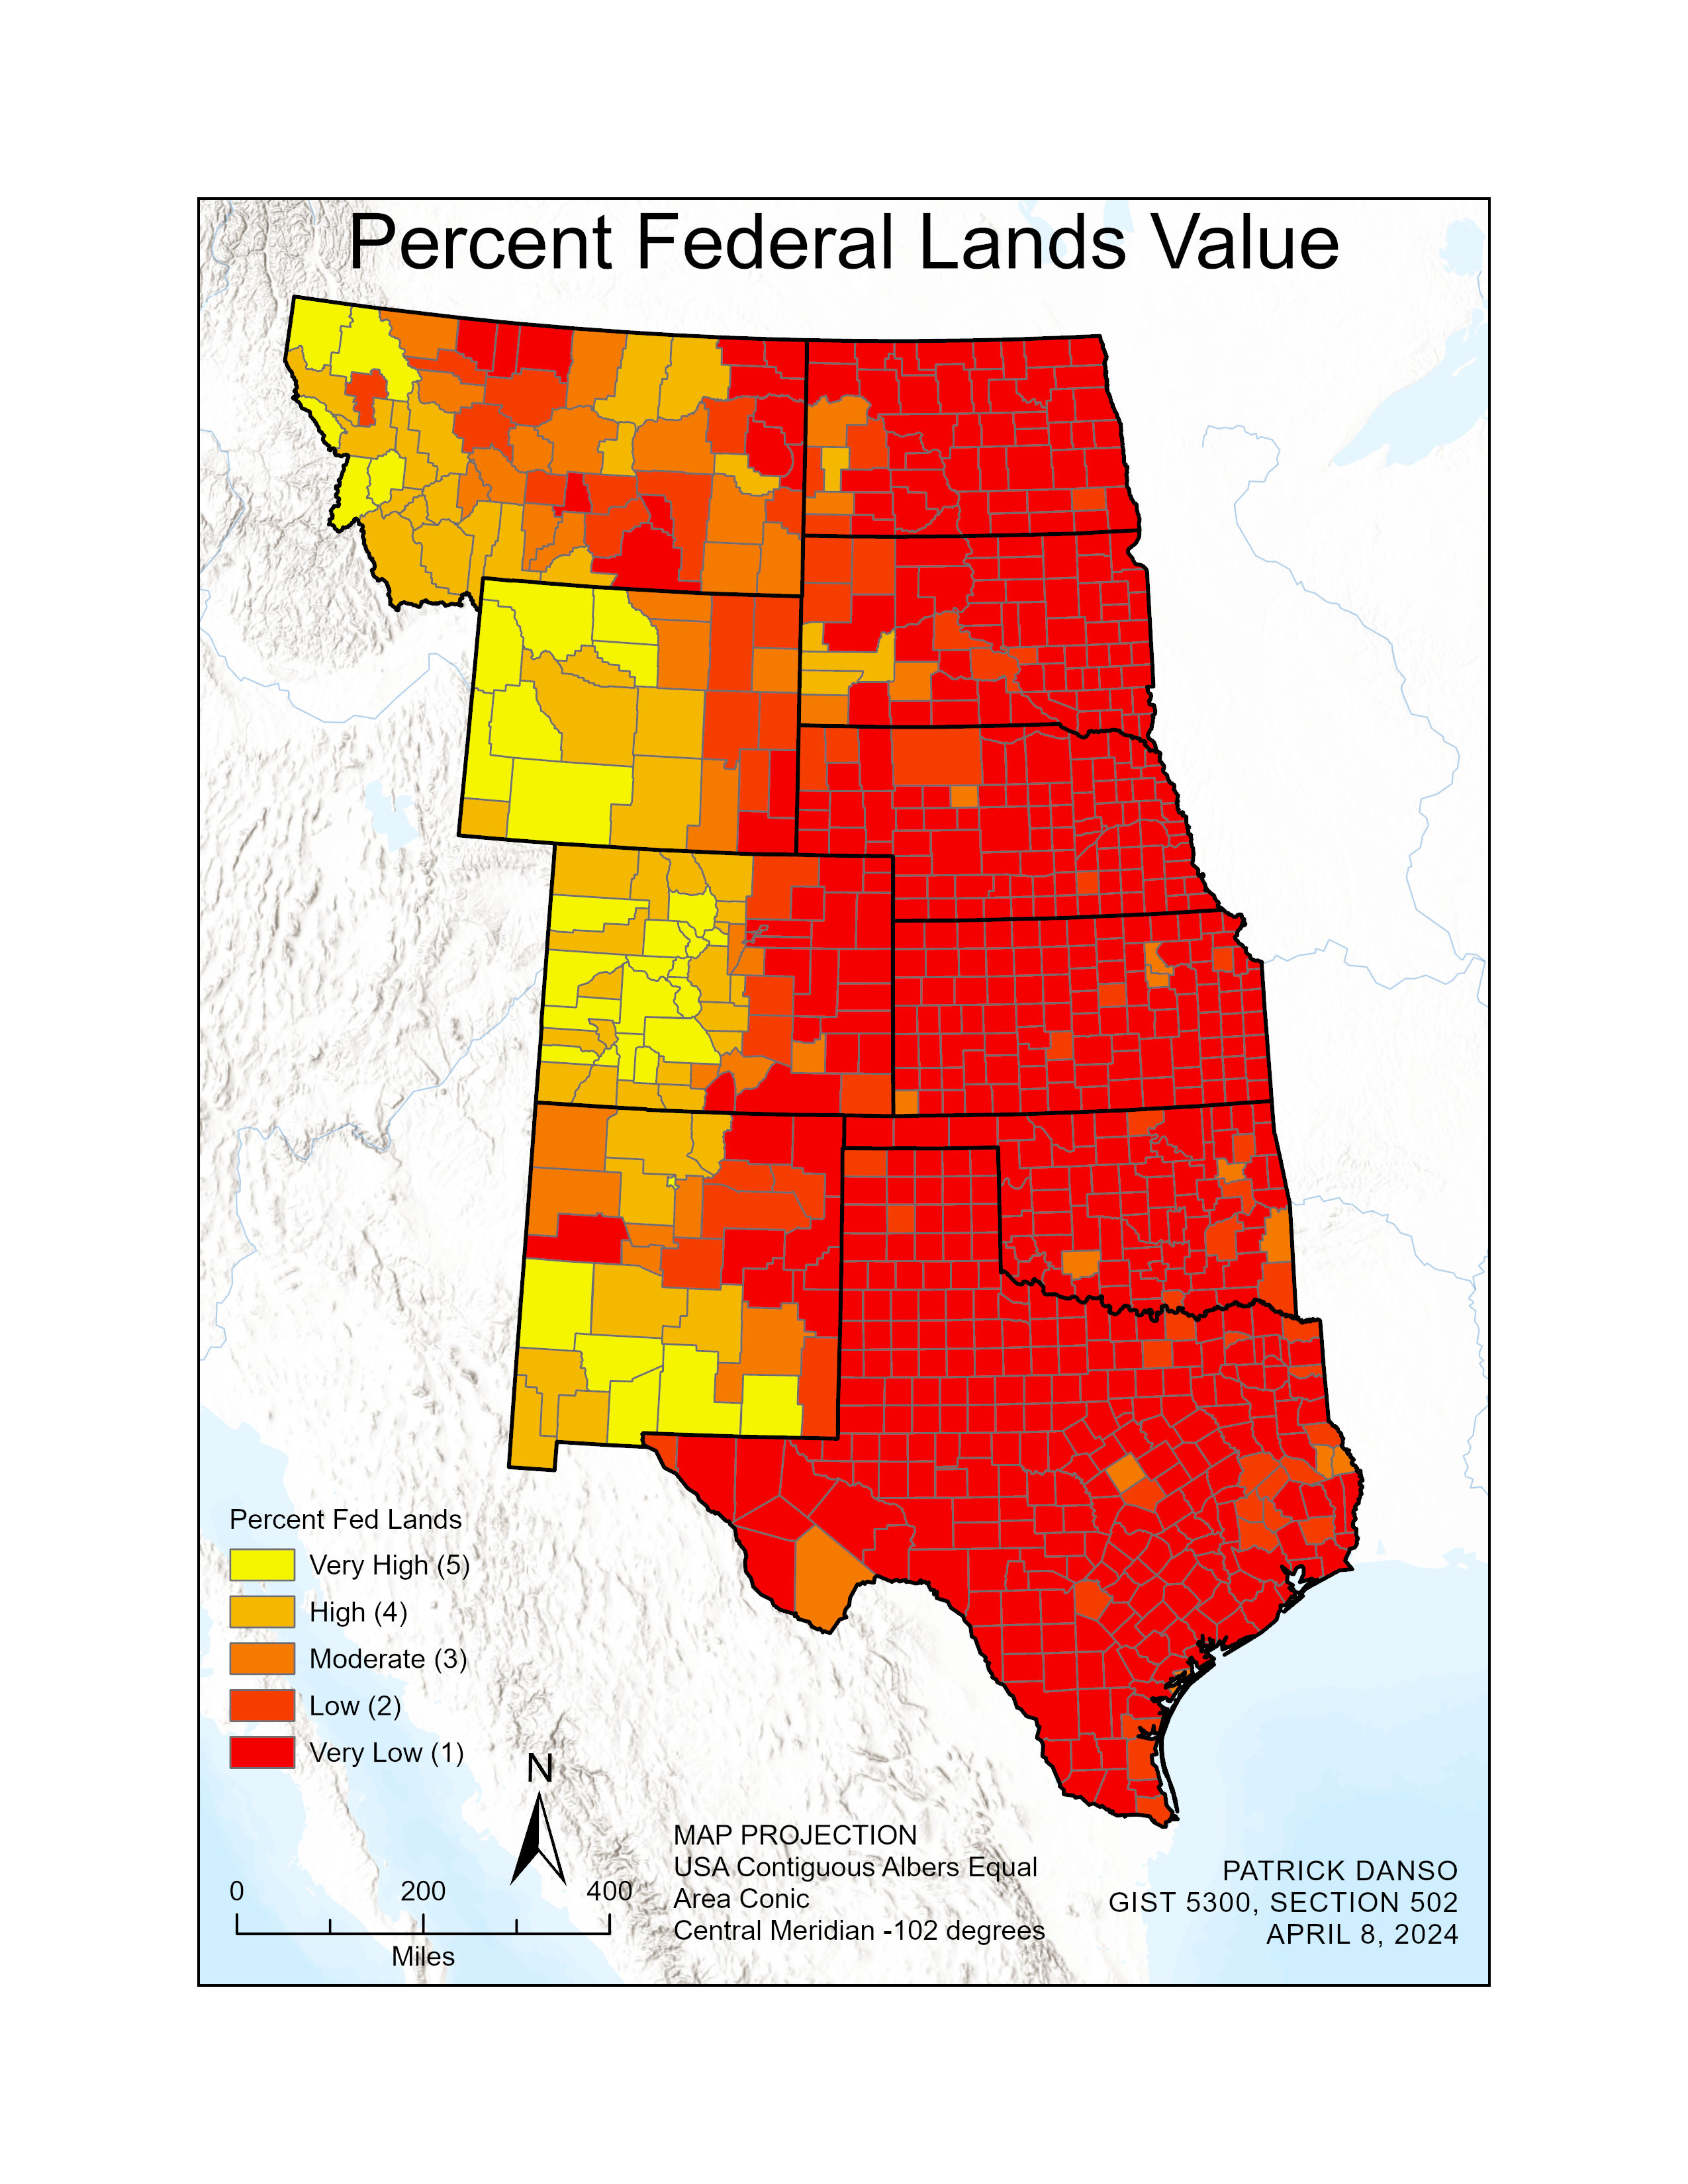 Percent Federal Lands Value
Percent Fed Lands
Very High (5)
High (4)
Moderate (3)
Low (2)
Very Low (1)
N
0 200 400
Miles
MAP PROJECTION
USA Contiguous Albers Equal
Area Conic
Central Meridian -102 degrees
PATRICK DANSO
GIST 5300, SECTION 502
APRIL 8, 2024